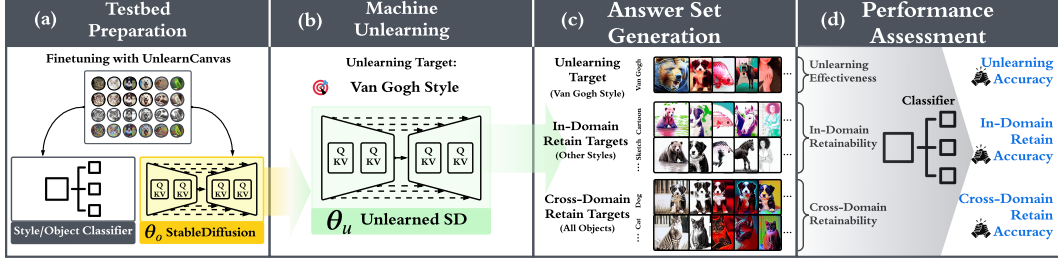 (a)
Testbed
Preparation
Finetuning with UnlearnCanvas
Style/Object Classifier
Q
KV
Q
KV
Q
KV
Q
KV
θo StableDiffusion
(b)
Machine
Unlearning
Unlearning Target:
Van Gogh Style
Q
KV
Q
KV
Q
KV
Q
KV
θu Unlearned SD
(c)
Answer Set
Generation
Unlearning
Target
(Van Gogh Style)
Van Gogh
...
In-Domain
Retain Targets
(Other Styles)
Cartoon
...
Sketch
...
...
Cross-Domain
Retain Targets
(All Objects)
Dog
...
Cat
...
...
(d)
Performance
Assessment
Unlearning
Effectiveness
In-Domain
Retainability
Cross-Domain
Retainability
Classifier
Unlearning
Accuracy
In-Domain
Retain
Accuracy
Cross-Domain
Retain
Accuracy